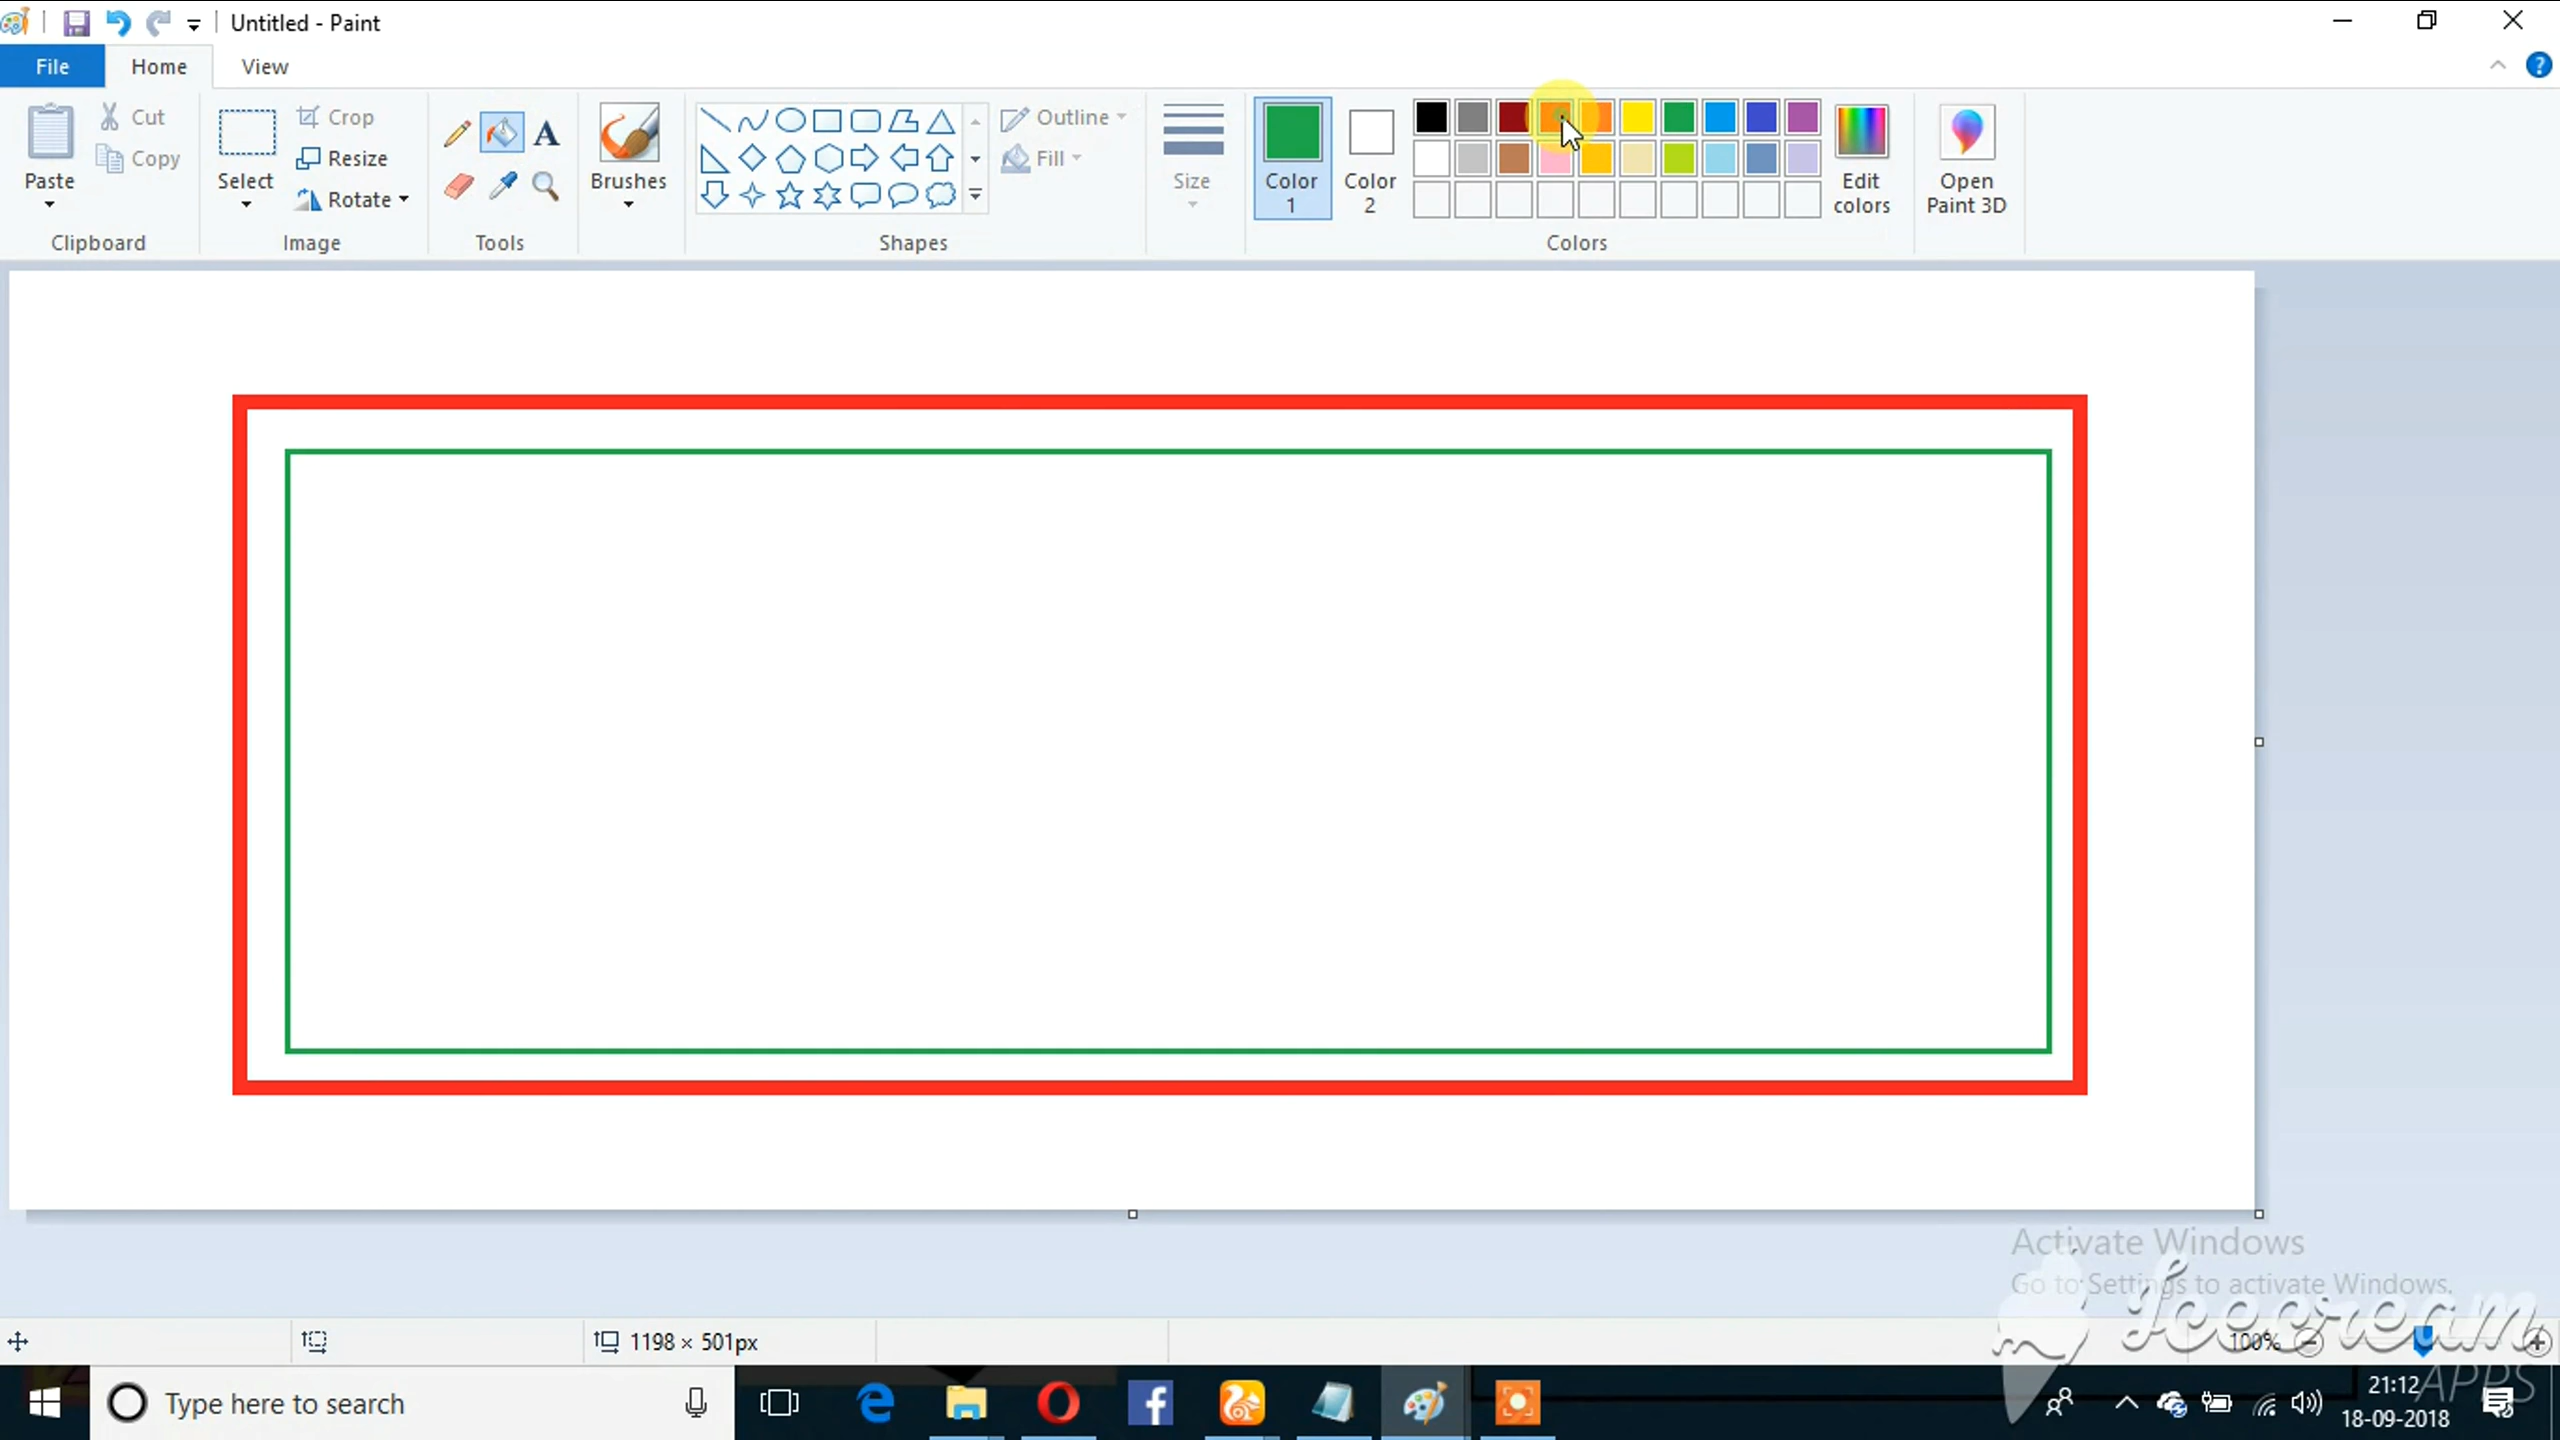 Untitled - Paint
File Home View
Paste
Cut
Copy
Clipboard
Select
Crop
Resize
Rotate
Image
A
Tools
Brushes
Shapes
Outline
Fill
Size
Color 1
Color 2
Colors
Edit colors
Open Paint 3D
Activate Windows
Go to Settings to activate Windows.
Icecream
APPS
1198 × 501px
100%
Type here to search
21:12
18-09-2018